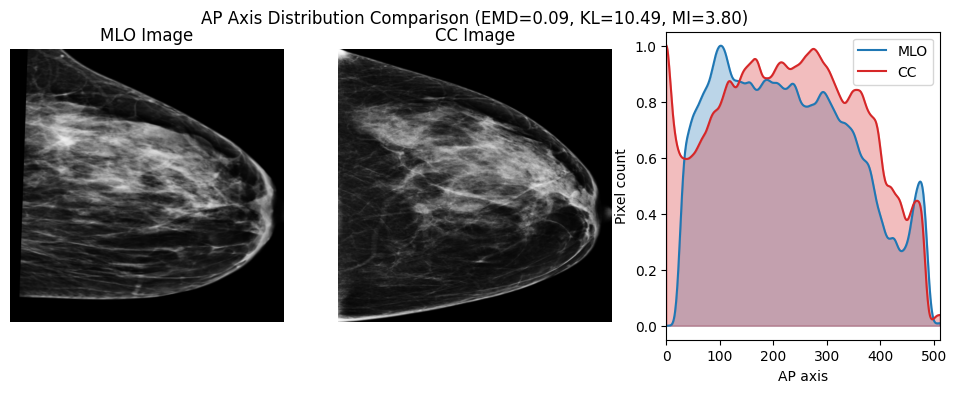 AP Axis Distribution Comparison (EMD=0.09, KL=10.49, MI=3.80)
MLO Image
CC Image
MLO
CC
Pixel count
1.0
0.8
0.6
0.4
0.2
0.0
0 100 200 300 400 500
AP axis